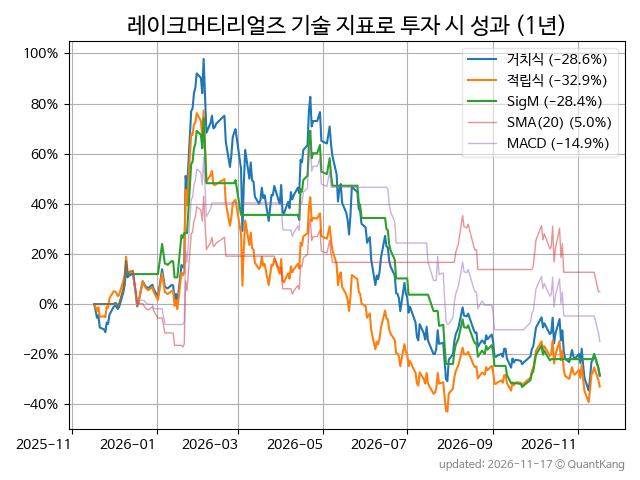 레이크머티리얼즈 기술 지표로 투자 시 성과 (1년)
거치식 (−28.6%)
적립식 (−32.9%)
SigM (−28.4%)
SMA(20) (5.0%)
MACD (−14.9%)
100%
80%
60%
40%
20%
0%
−20%
−40%
2025-11 2026-01 2026-03 2026-05 2026-07 2026-09 2026-11
updated: 2026-11-17 © QuantKang